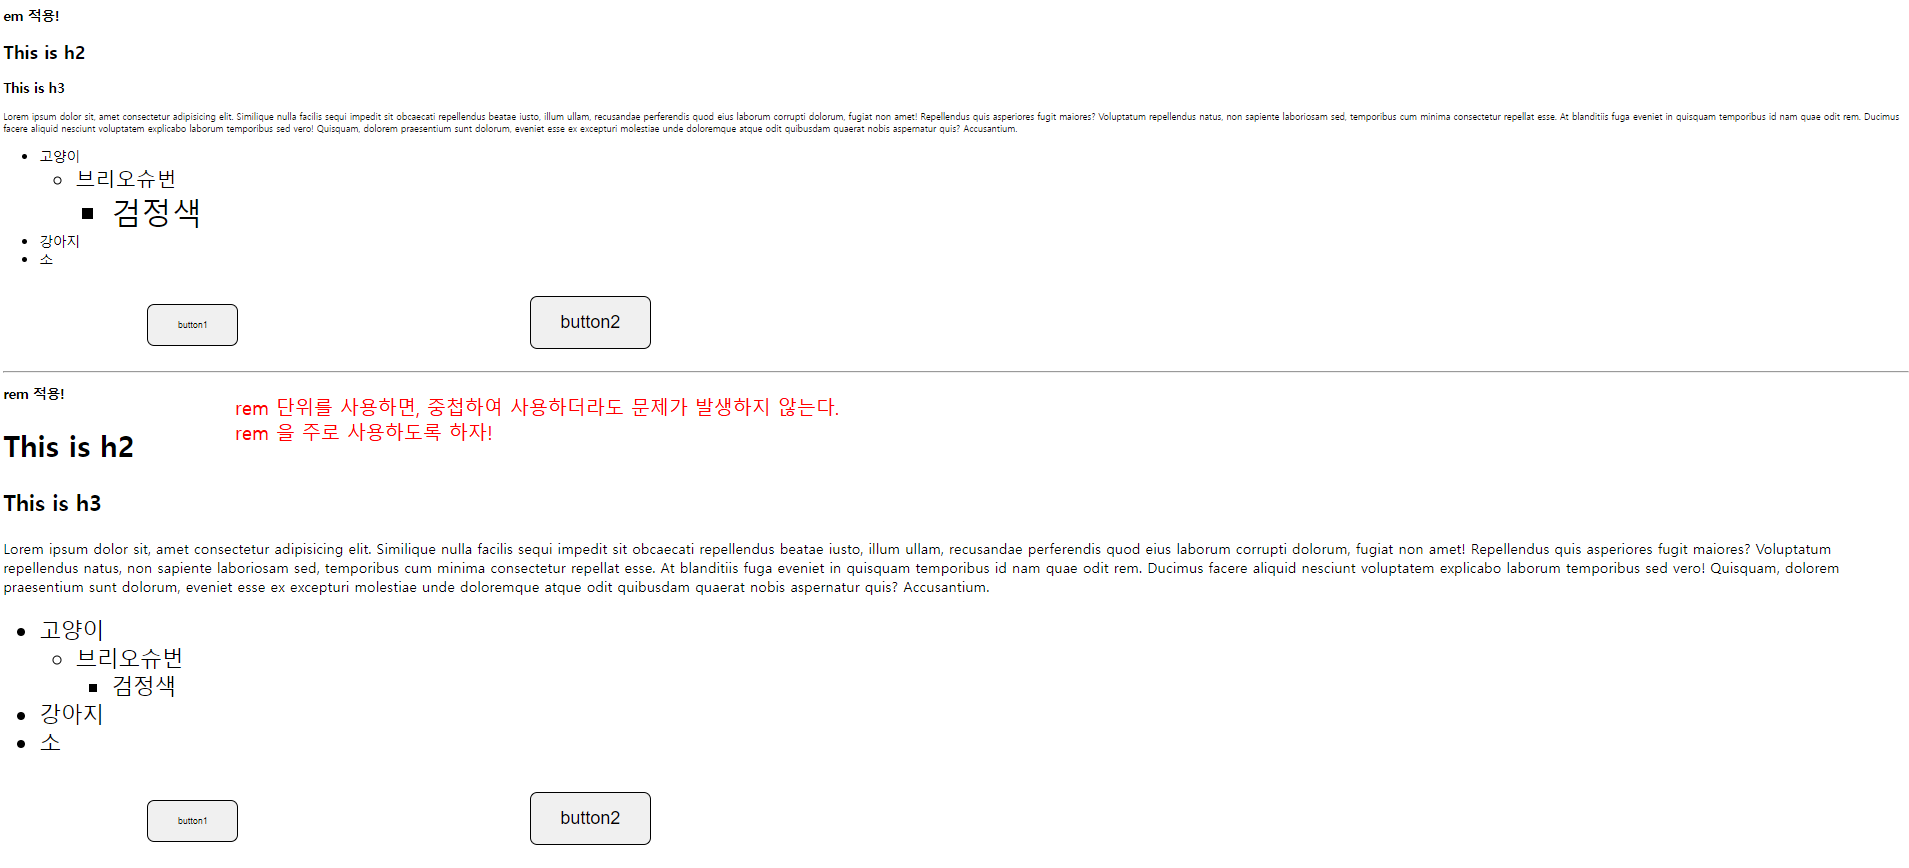 em 적용!
This is h2
This is h3
Lorem ipsum dolor sit, amet consectetur adipisicing elit. Similique nulla facilis sequi impedit sit obcaecati repellendus beatae iusto, illum ullam, recusandae perferendis quod eius laborum corrupti dolorum, fugiat non amet! Repellendus quis asperiores fugit maiores? Voluptatum repellendus natus, non sapiente laboriosam sed, temporibus cum minima consectetur repellat esse. At blanditiis fuga eveniet in quisquam temporibus id nam quae odit rem. Ducimus
facere aliquid nesciunt voluptatem explicabo laborum temporibus sed vero! Quisquam, dolorem praesentium sunt dolorum, eveniet esse ex excepturi molestiae unde doloremque atque odit quibusdam quaerat nobis aspernatur quis? Accusantium.
고양이
브리오슈번
검정색
강아지
소
button1 button2
rem 적용!
rem 단위를 사용하면, 중첩하여 사용하더라도 문제가 발생하지 않는다.
rem 을 주로 사용하도록 하자!
This is h2
This is h3
Lorem ipsum dolor sit, amet consectetur adipisicing elit. Similique nulla facilis sequi impedit sit obcaecati repellendus beatae iusto, illum ullam, recusandae perferendis quod eius laborum corrupti dolorum, fugiat non amet! Repellendus quis asperiores fugit maiores? Voluptatum
repellendus natus, non sapiente laboriosam sed, temporibus cum minima consectetur repellat esse. At blanditiis fuga eveniet in quisquam temporibus id nam quae odit rem. Ducimus facere aliquid nesciunt voluptatem explicabo laborum temporibus sed vero! Quisquam, dolorem
praesentium sunt dolorum, eveniet esse ex excepturi molestiae unde doloremque atque odit quibusdam quaerat nobis aspernatur quis? Accusantium.
고양이
브리오슈번
검정색
강아지
소
button1 button2